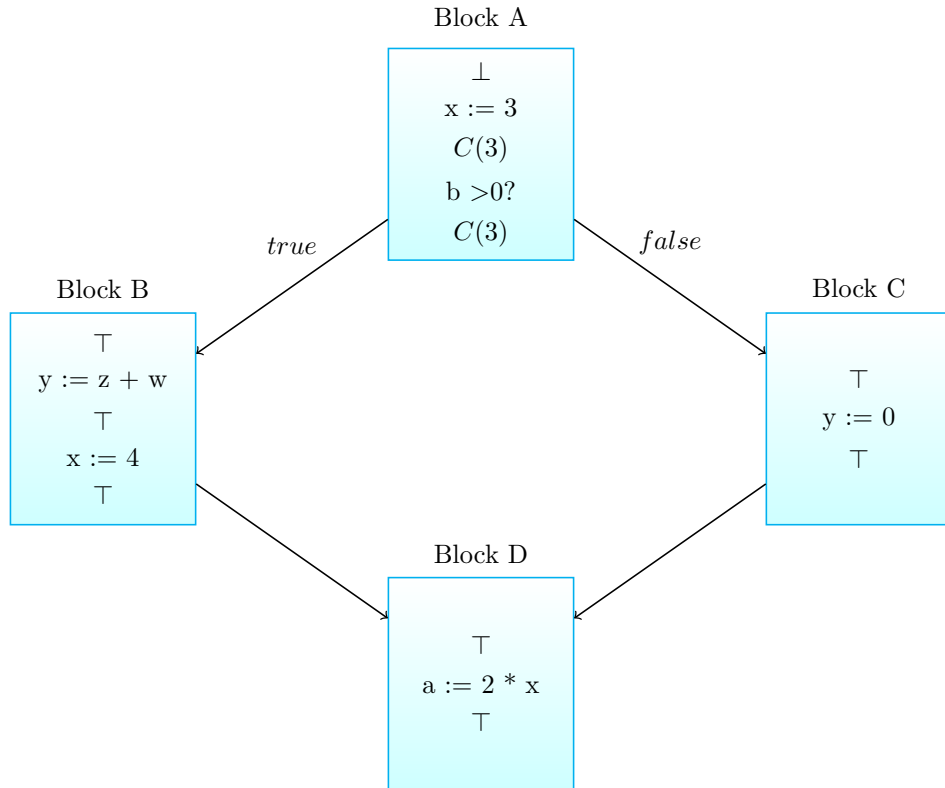 Block A
⊥
x := 3
C(3)
b >0?
C(3)
true
false
Block B
⊤
y := z + w
⊤
x := 4
⊤
Block C
⊤
y := 0
⊤
Block D
⊤
a := 2 * x
⊤